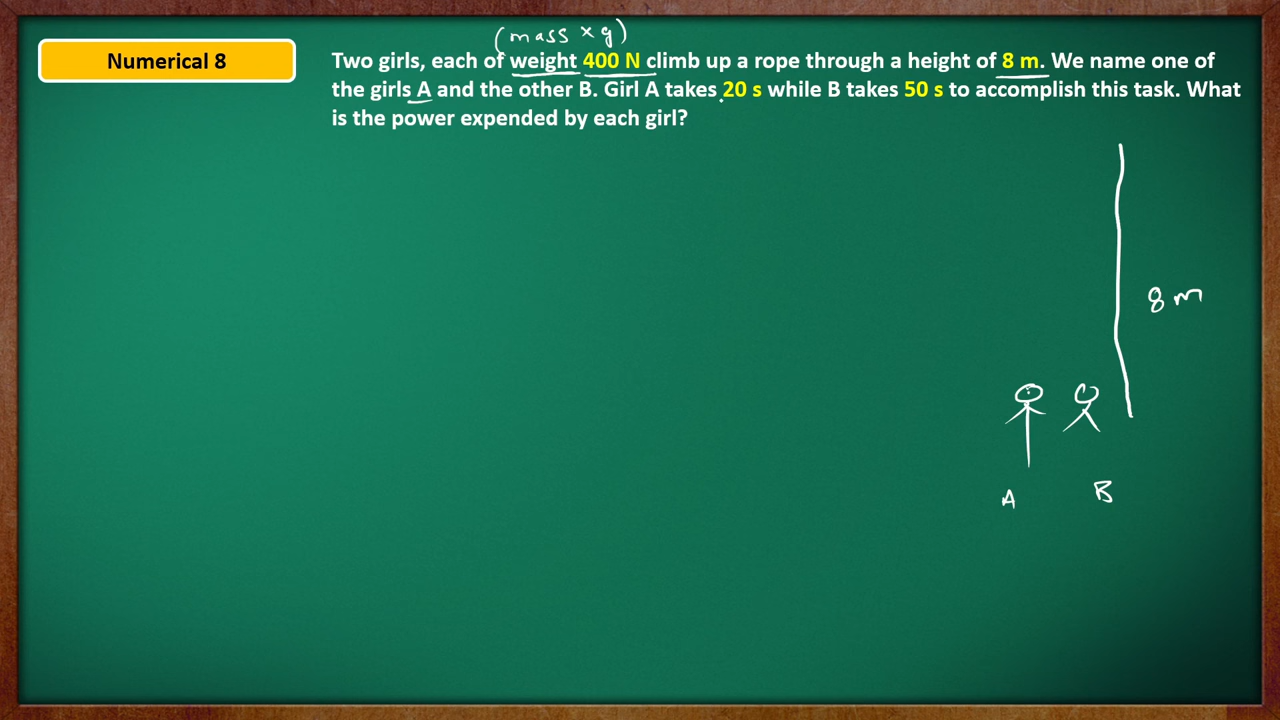 (mass × g)
Numerical 8
Two girls, each of weight 400 N climb up a rope through a height of 8 m. We name one of
the girls A and the other B. Girl A takes 20 s while B takes 50 s to accomplish this task. What
is the power expended by each girl?
8 m
A B